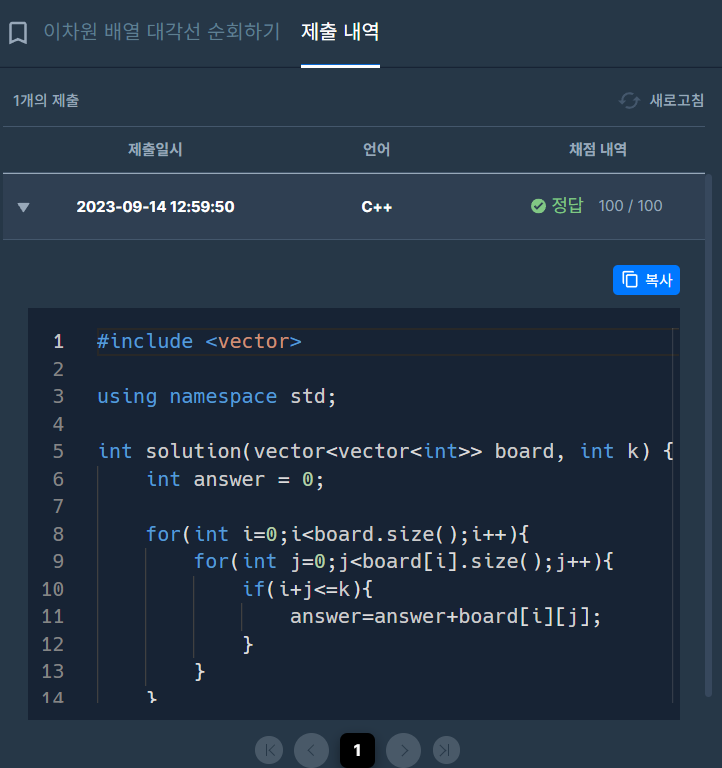 이차원 배열 대각선 순회하기 제출 내역
1개의 제출 새로고침
제출일시 언어 채점 내역
2023-09-14 12:59:50 C++ 정답 100 / 100
복사
1 #include <vector>
2
3 using namespace std;
4
5 int solution(vector<vector<int>> board, int k) {
6     int answer = 0;
7
8     for(int i=0;i<board.size();i++){
9         for(int j=0;j<board[i].size();j++){
10             if(i+j<=k){
11                 answer=answer+board[i][j];
12             }
13         }
14     }
1